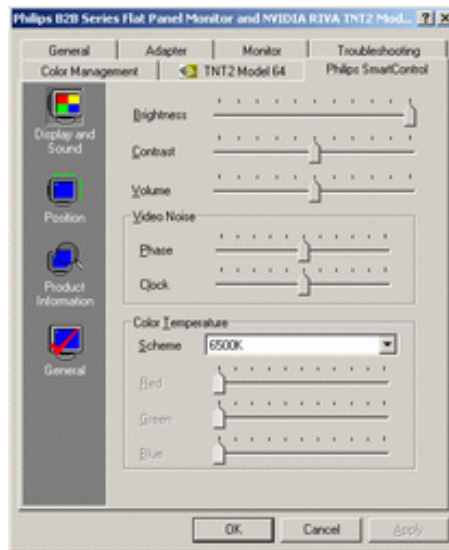 Philips B2B Series Flat Panel Monitor and NVIDIA RIVA TNT2 Mod...
General Adapter Monitor Troubleshooting
Color Management TNT2 Model 64 Philips SmartControl
Display and
Sound
Position
Product
Information
General
Brightness
Contrast
Volume
Video Noise
Phase
Clock
Color Temperature
Scheme 6500K
Red
Green
Blue
OK Cancel Apply